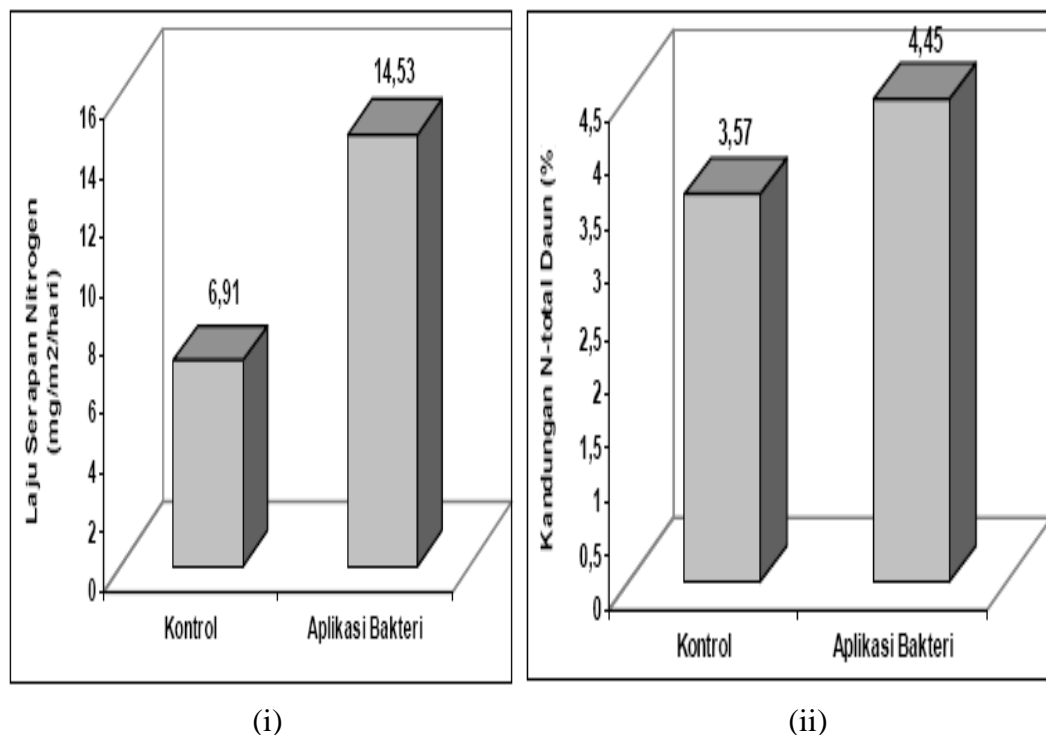 Laju Serapan Nitrogen
(mg/m2/hari)
16
14
12
10
8
6
4
2
0
6,91
14,53
Kontrol
Aplikasi Bakteri
(i)
Kandungan N-total Daun (%
4,5
4
3,5
3
2,5
2
1,5
1
0,5
0
3,57
4,45
Kontrol
Aplikasi Bakteri
(ii)